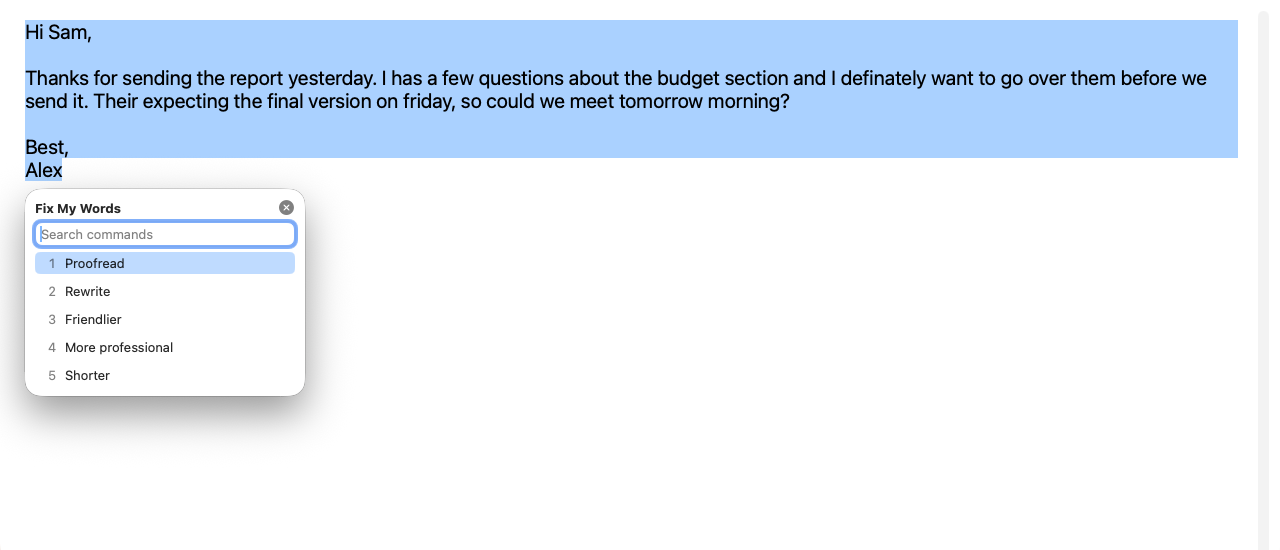 Hi Sam,
Thanks for sending the report yesterday. I has a few questions about the budget section and I definately want to go over them before we
send it. Their expecting the final version on friday, so could we meet tomorrow morning?
Best,
Alex
Fix My Words
Search commands
1 Proofread
2 Rewrite
3 Friendlier
4 More professional
5 Shorter